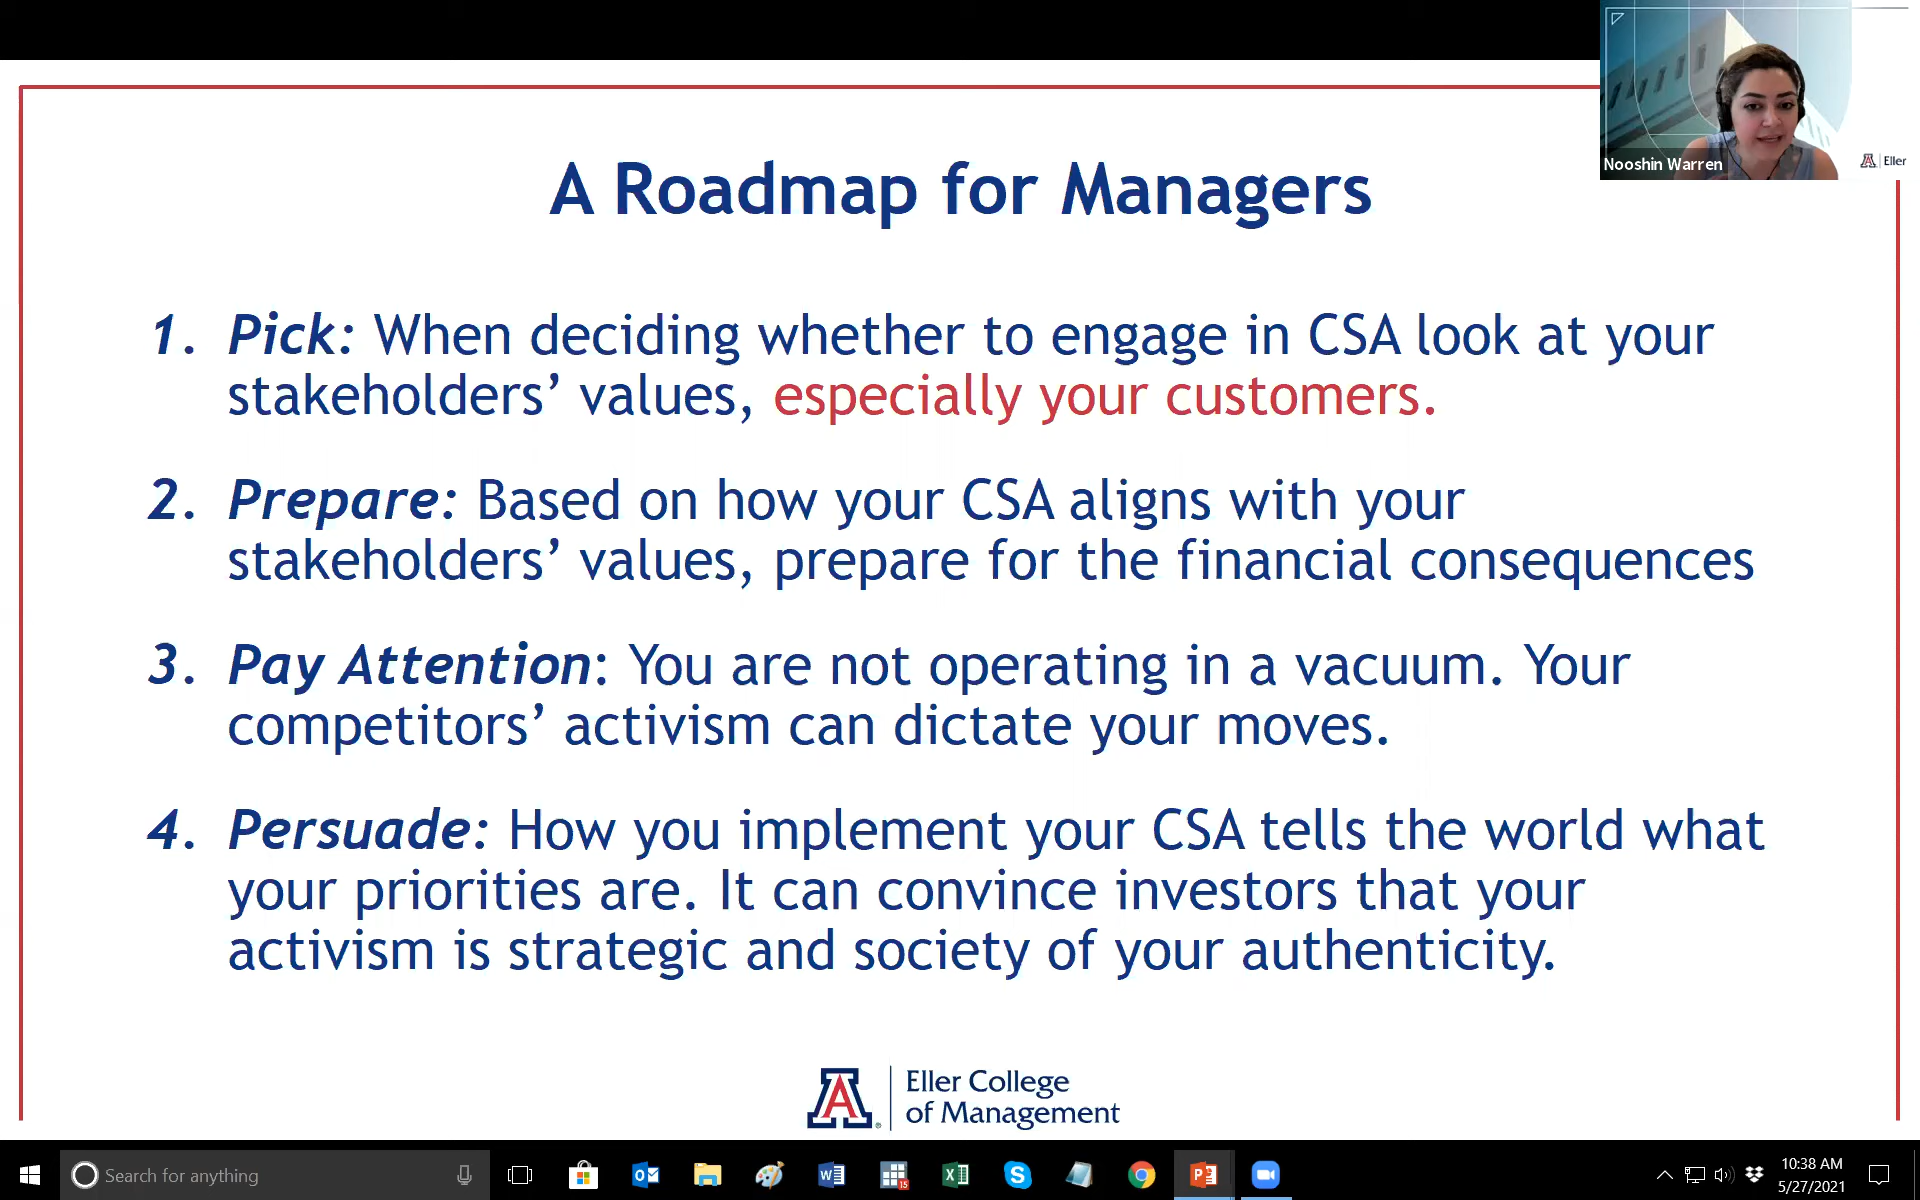 Nooshin Warren
Eller
A Roadmap for Managers
1. Pick: When deciding whether to engage in CSA look at your
stakeholders’ values, especially your customers.
2. Prepare: Based on how your CSA aligns with your
stakeholders’ values, prepare for the financial consequences
3. Pay Attention: You are not operating in a vacuum. Your
competitors’ activism can dictate your moves.
4. Persuade: How you implement your CSA tells the world what
your priorities are. It can convince investors that your
activism is strategic and society of your authenticity.
A
Eller College
of Management
Search for anything
15
10:38 AM
5/27/2021